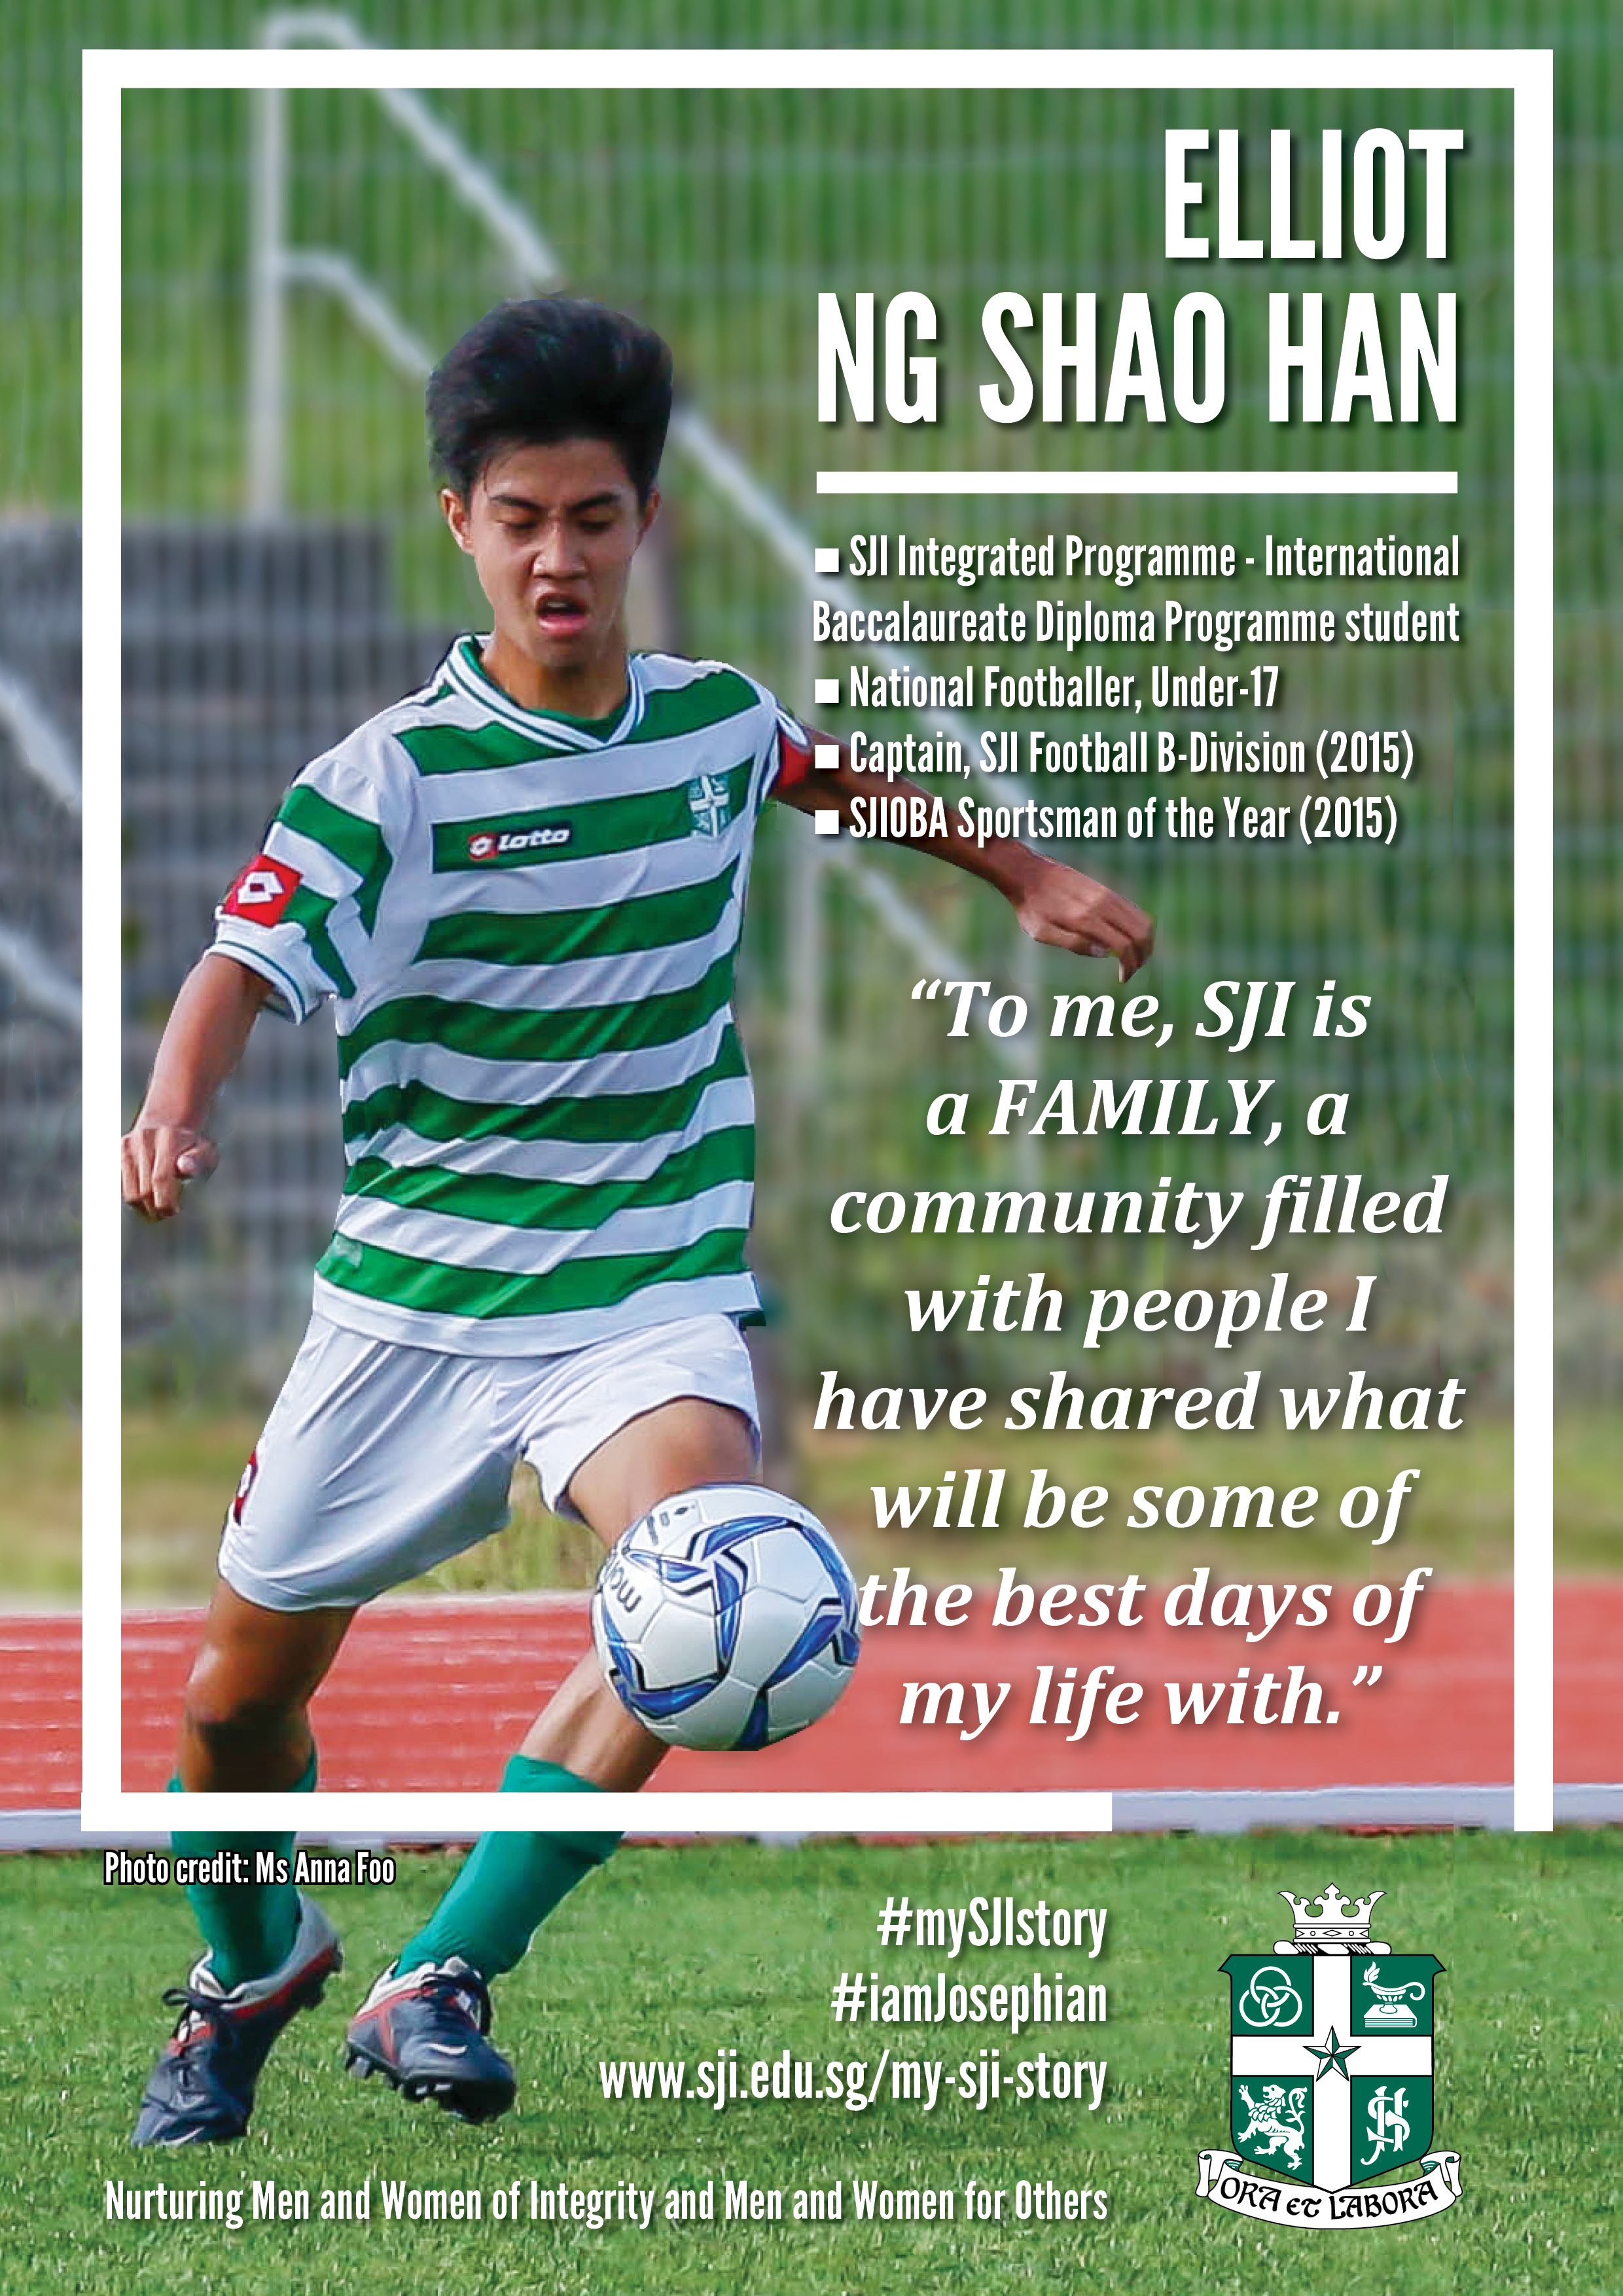 ELLIOT
NG SHAO HAN
■ SJI Integrated Programme - International
Baccalaureate Diploma Programme student
■ National Footballer, Under-17
■ Captain, SJI Football B-Division (2015)
■ SJIOBA Sportsman of the Year (2015)
lotto
“To me, SJI is
a FAMILY, a
community filled
with people I
have shared what
will be some of
the best days of
my life with.”
Photo credit: Ms Anna Foo
#mySJIstory
#iamJosephian
www.sji.edu.sg/my-sji-story
Nurturing Men and Women of Integrity and Men and Women for Others
ORA ET LABORA